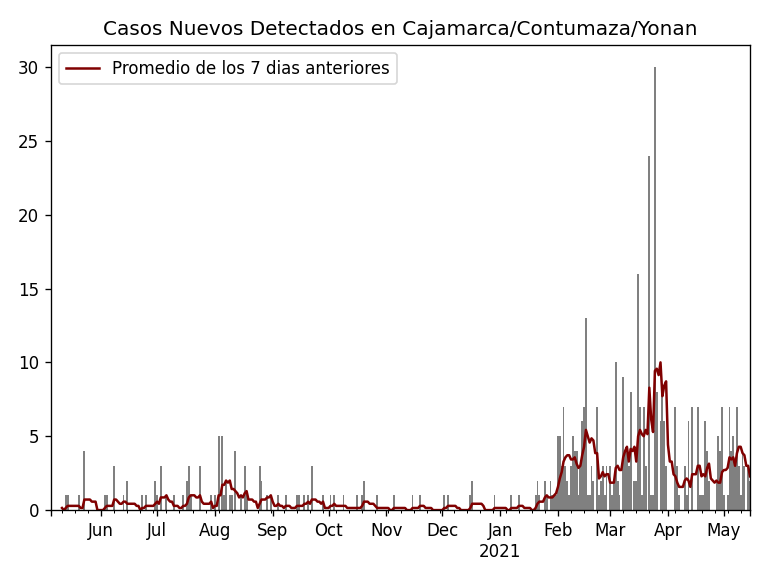 Casos Nuevos Detectados en Cajamarca/Contumaza/Yonan
Promedio de los 7 dias anteriores
30
25
20
15
10
5
0
Jun Jul Aug Sep Oct Nov Dec Jan Feb Mar Apr May
2021